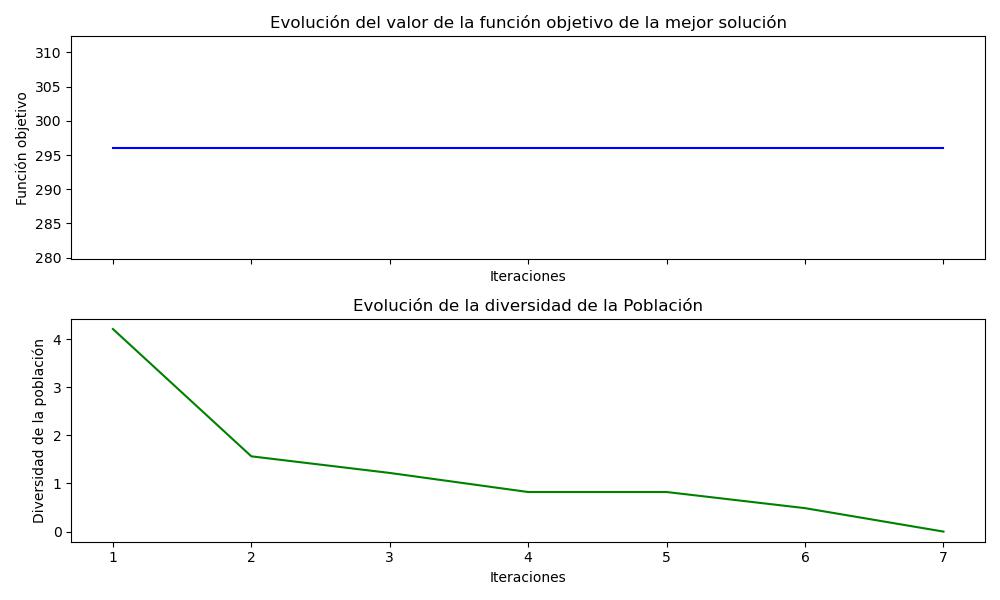 Evolución del valor de la función objetivo de la mejor solución
Función objetivo
310
305
300
295
290
285
280
Iteraciones
Evolución de la diversidad de la Población
Diversidad de la población
4
3
2
1
0
1 2 3 4 5 6 7
Iteraciones